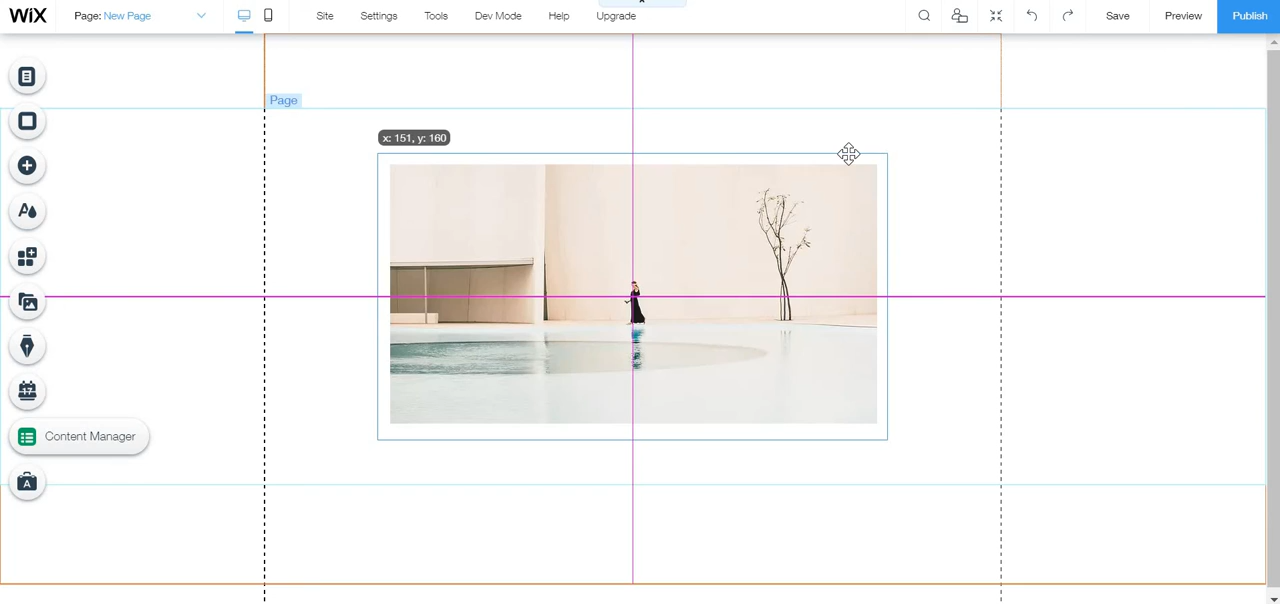 WiX Page: New Page Site Settings Tools Dev Mode Help Upgrade Save Preview Publish
Page
x: 151, y: 160
17
Content Manager
A